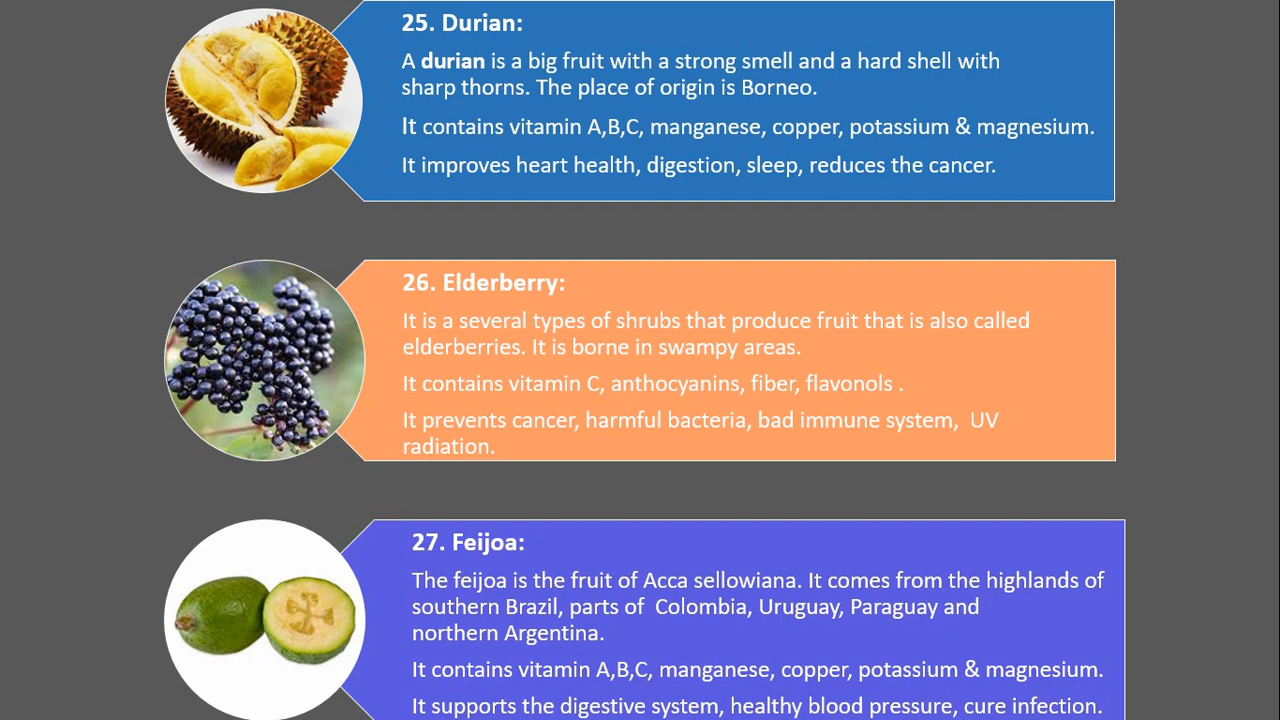 25. Durian:
A durian is a big fruit with a strong smell and a hard shell with
sharp thorns. The place of origin is Borneo.
It contains vitamin A,B,C, manganese, copper, potassium & magnesium.
It improves heart health, digestion, sleep, reduces the cancer.
26. Elderberry:
It is a several types of shrubs that produce fruit that is also called
elderberries. It is borne in swampy areas.
It contains vitamin C, anthocyanins, fiber, flavonols .
It prevents cancer, harmful bacteria, bad immune system,  UV
radiation.
27. Feijoa:
The feijoa is the fruit of Acca sellowiana. It comes from the highlands of
southern Brazil, parts of  Colombia, Uruguay, Paraguay and
northern Argentina.
It contains vitamin A,B,C, manganese, copper, potassium & magnesium.
It supports the digestive system, healthy blood pressure, cure infection.